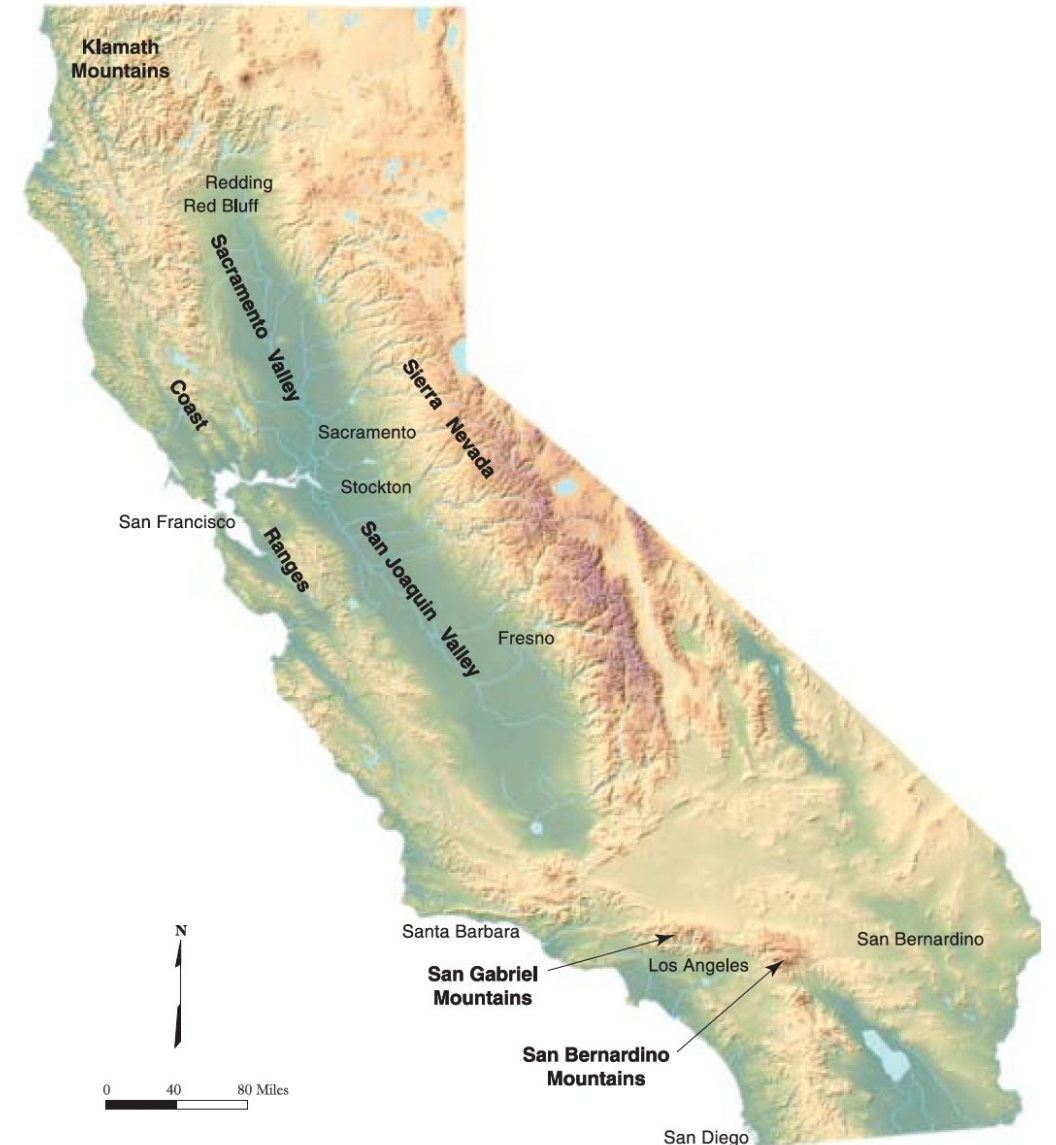 Klamath
Mountains
Redding
Red Bluff
Sacramento Valley
Sierra Nevada
Coast
Sacramento
Stockton
San Francisco
Ranges
San Joaquin Valley
Fresno
Santa Barbara
San Bernardino
San Gabriel
Mountains
Los Angeles
San Bernardino
Mountains
San Diego
N
0 40 80 Miles